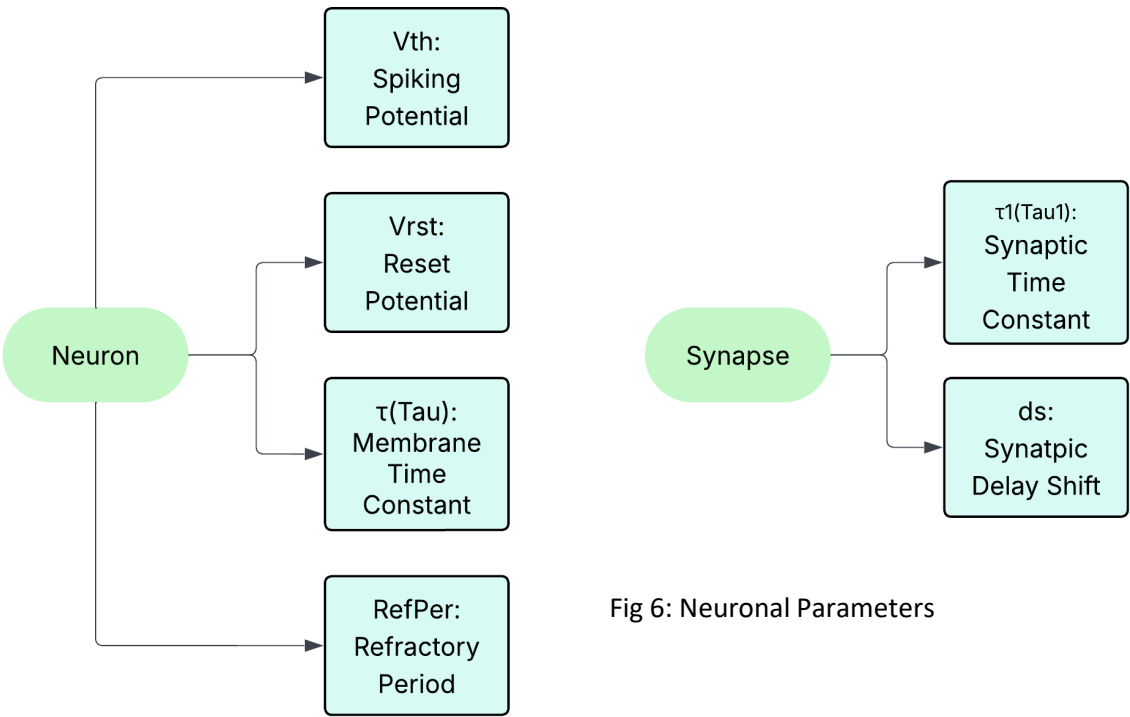 Vth:
Spiking
Potential
Vrst:
Reset
Potential
Neuron
τ(Tau):
Membrane
Time
Constant
RefPer:
Refractory
Period
τ1(Tau1):
Synaptic
Time
Constant
Synapse
ds:
Synatpic
Delay Shift
Fig 6: Neuronal Parameters